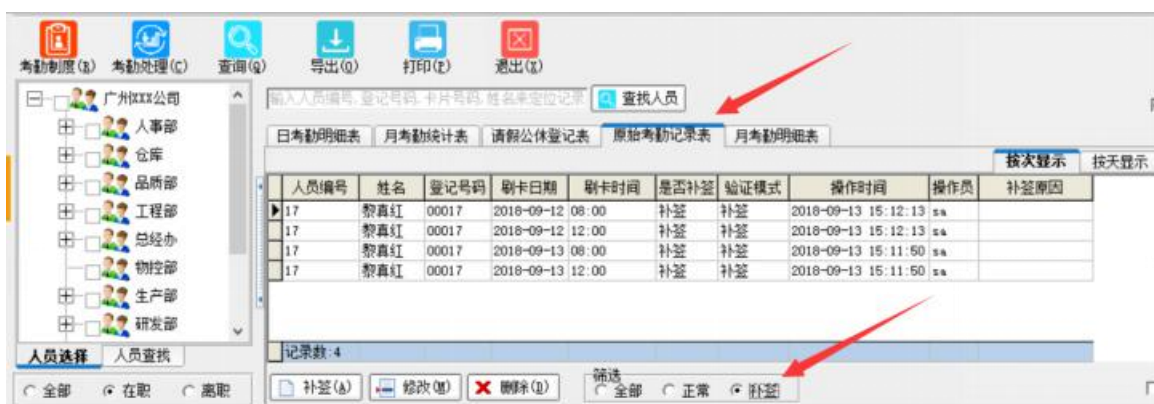 考勤制度(B) 考勤处理(C) 查询(Q) 导出(O) 打印(P) 退出(X)
输入人员编号,登记号码,卡片号码,姓名来定位记录 查找人员
日考勤明细表 月考勤统计表 请假公休登记表 原始考勤记录表 月考勤明细表
按次显示 按天显示
广州XXX公司
人事部
仓库
品质部
工程部
总经办
物控部
生产部
研发部
人员选择 人员查找
全部 在职 离职
人员编号 姓名 登记号码 刷卡日期 刷卡时间 是否补签 验证模式 操作时间 操作员 补签原因
17 黎真红 00017 2018-09-12 08:00 补签 补签 2018-09-13 15:12:13 sa
17 黎真红 00017 2018-09-12 12:00 补签 补签 2018-09-13 15:12:13 sa
17 黎真红 00017 2018-09-13 08:00 补签 补签 2018-09-13 15:11:50 sa
17 黎真红 00017 2018-09-13 12:00 补签 补签 2018-09-13 15:11:50 sa
记录数:4
补签(A) 修改(M) 删除(D)
筛选
全部 正常 补签